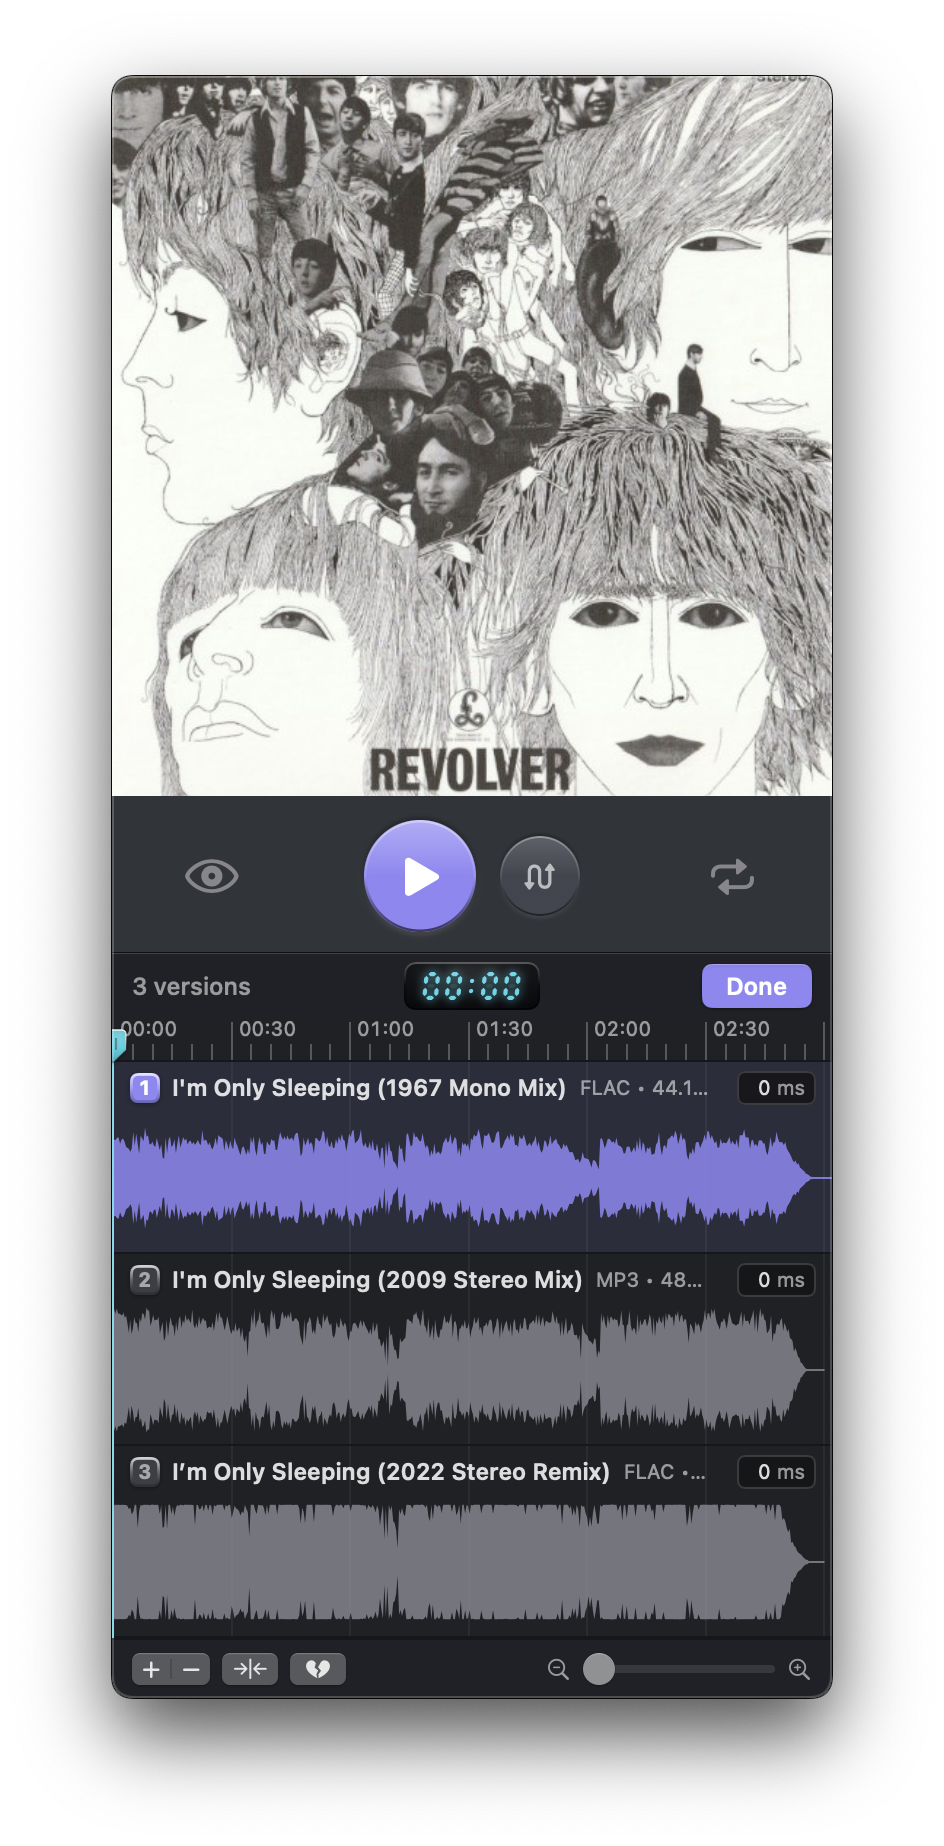 stereo
REVOLVER
3 versions
00:00
Done
00:00 00:30 01:00 01:30 02:00 02:30
1 I'm Only Sleeping (1967 Mono Mix) FLAC • 44.1... 0 ms
2 I'm Only Sleeping (2009 Stereo Mix) MP3 • 48... 0 ms
3 I’m Only Sleeping (2022 Stereo Remix) FLAC •... 0 ms